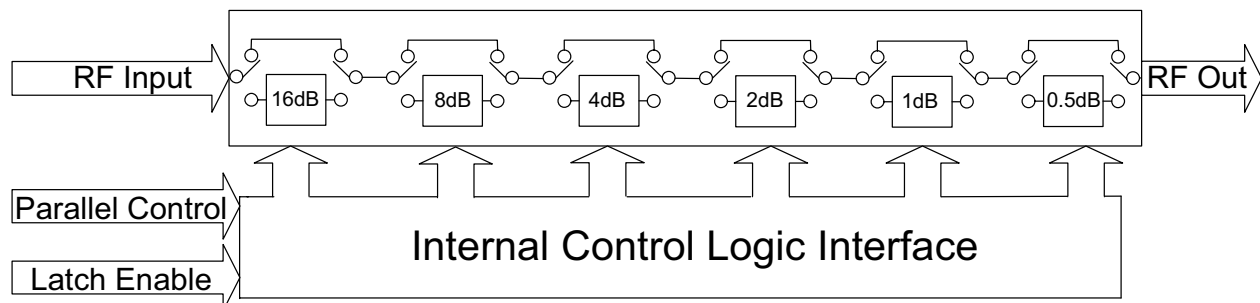 RF Input
16dB
8dB
4dB
2dB
1dB
0.5dB
RF Out
Parallel Control
Internal Control Logic Interface
Latch Enable